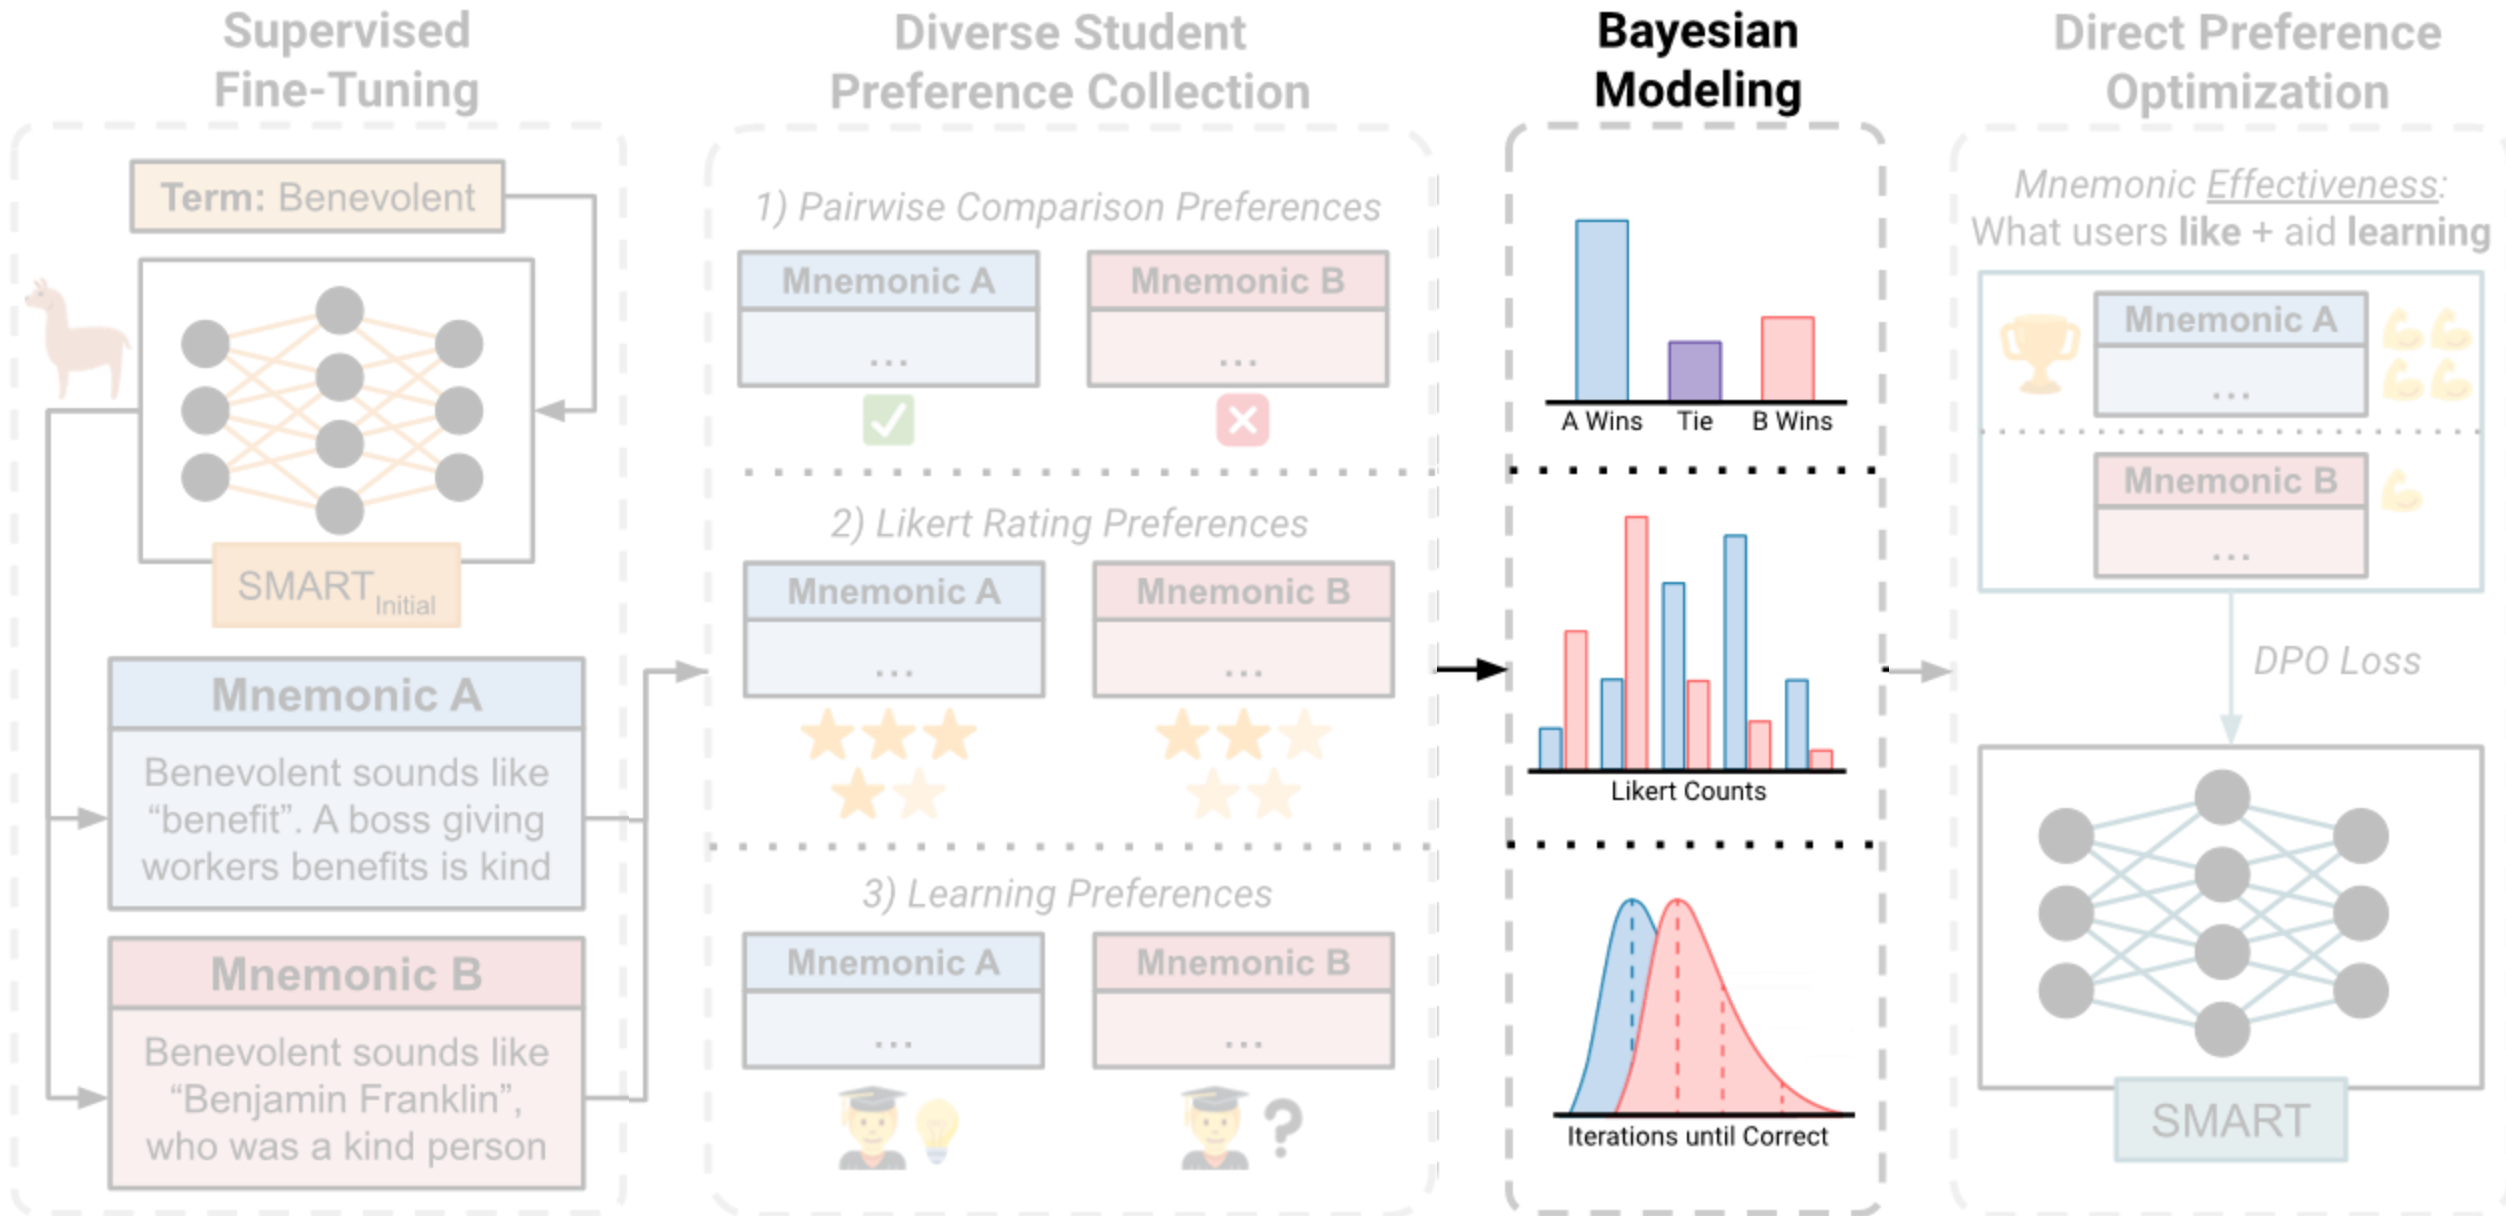 Supervised
Fine-Tuning
Term: Benevolent
SMART Initial
Mnemonic A
Benevolent sounds like
“benefit”. A boss giving
workers benefits is kind
Mnemonic B
Benevolent sounds like
“Benjamin Franklin”,
who was a kind person
Diverse Student
Preference Collection
1) Pairwise Comparison Preferences
Mnemonic A
...
Mnemonic B
...
2) Likert Rating Preferences
Mnemonic A
...
Mnemonic B
...
3) Learning Preferences
Mnemonic A
...
Mnemonic B
...
?
Bayesian
Modeling
A Wins
Tie
B Wins
Likert Counts
Iterations until Correct
Direct Preference
Optimization
Mnemonic Effectiveness:
What users like + aid learning
Mnemonic A
...
Mnemonic B
...
DPO Loss
SMART